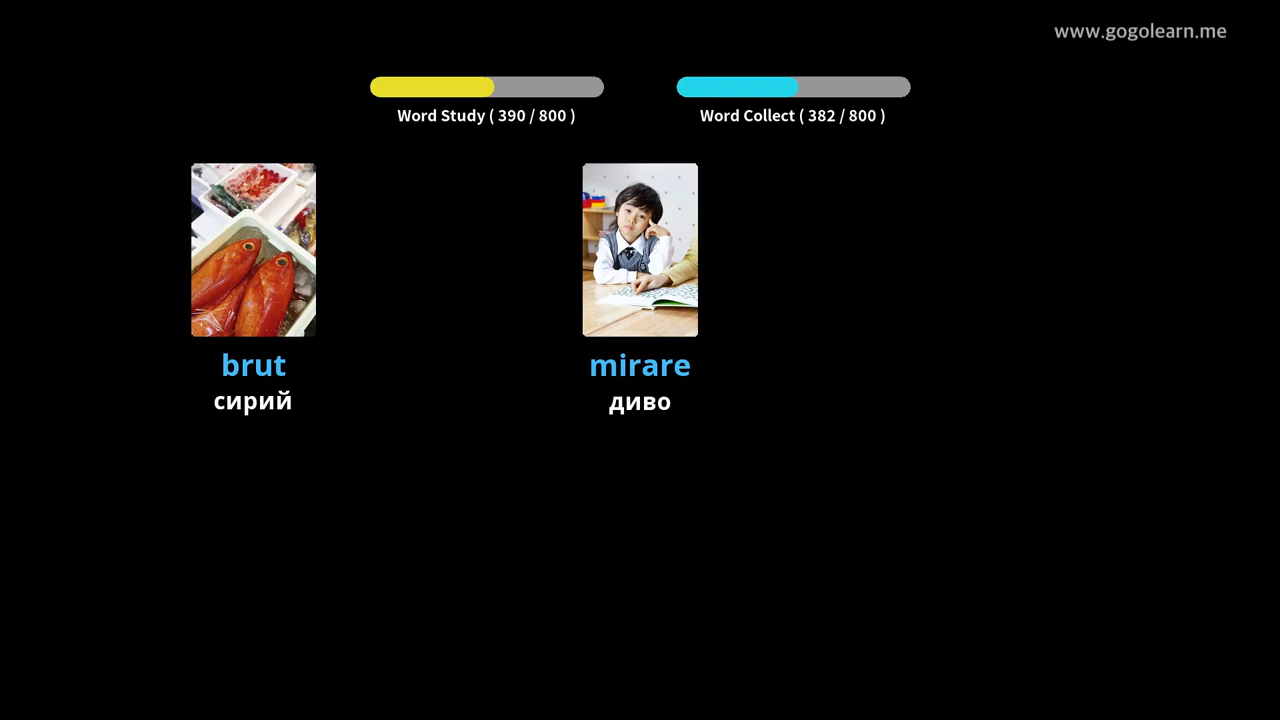 www.gogolearn.me
Word Study ( 390 / 800 )
Word Collect ( 382 / 800 )
brut
сирий
mirare
диво